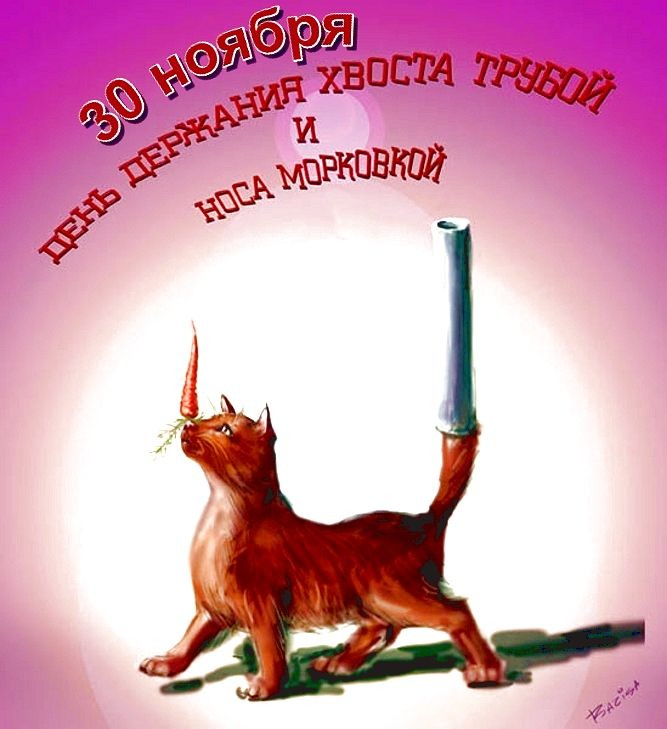 30 ноября
ДЕНЬ ДЕРЖАНИЯ ХВОСТА ТРУБОЙ
И
НОСА МОРКОВКОЙ